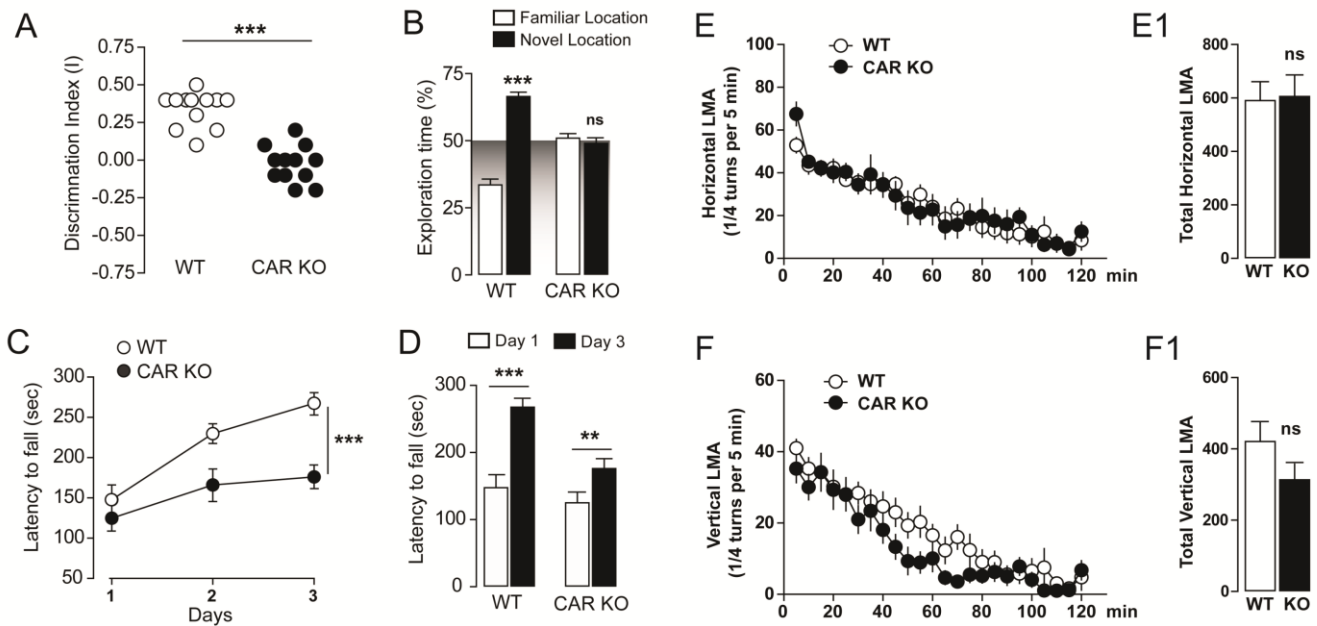 A
***
Discrimnation Index (I)
0.75
0.50
0.25
0.00
-0.25
-0.50
-0.75
WT
CAR KO
B
Familiar Location
Novel Location
Exploration time (%)
75
50
25
0
***
ns
WT
CAR KO
C
WT
CAR KO
Latency to fall (sec)
300
250
200
150
100
50
***
1
2
3
Days
D
Day 1
Day 3
Latency to fall (sec)
300
200
100
0
***
**
WT
CAR KO
E
WT
CAR KO
Horizontal LMA
(1/4 turns per 5 min)
100
80
60
40
20
0
0
20
40
60
80
100
120
min
E1
Total Horizontal LMA
800
600
400
200
0
ns
WT
KO
F
WT
CAR KO
Vertical LMA
(1/4 turns per 5 min)
60
40
20
0
0
20
40
60
80
100
120
min
F1
Total Vertical LMA
600
400
200
0
ns
WT
KO